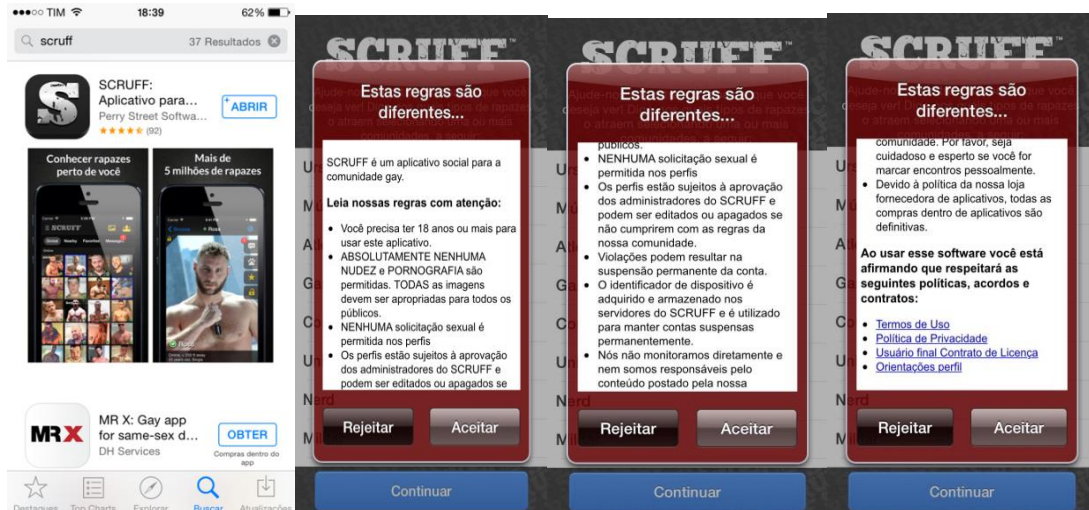 TIM 18:39 62%
scruff 37 Resultados
SCRUFF:
Aplicativo para...
Perry Street Softwa...
(92)
ABRIR
Conhecer rapazes
perto de você
Mais de
5 milhões de rapazes
MR X
MR X: Gay app
for same-sex d...
DH Services
OBTER
Compras dentro do
app
Destaques Top Charts Explorar Buscar Atualizações
SCRUFF
Estas regras são
diferentes...
SCRUFF é um aplicativo social para a
comunidade gay.
Leia nossas regras com atenção:
• Você precisa ter 18 anos ou mais para
usar este aplicativo.
• ABSOLUTAMENTE NENHUMA
NUDEZ e PORNOGRAFIA são
permitidas. TODAS as imagens
devem ser apropriadas para todos os
públicos.
• NENHUMA solicitação sexual é
permitida nos perfis
• Os perfis estão sujeitos à aprovação
dos administradores do SCRUFF e
podem ser editados ou apagados se
Nerd
Rejeitar Aceitar
Continuar
SCRUFF
Estas regras são
diferentes...
públicos.
• NENHUMA solicitação sexual é
permitida nos perfis
• Os perfis estão sujeitos à aprovação
dos administradores do SCRUFF e
podem ser editados ou apagados se
não cumprirem com as regras da
nossa comunidade.
• Violações podem resultar na
suspensão permanente da conta.
• O identificador de dispositivo é
adquirido e armazenado nos
servidores do SCRUFF e é utilizado
para manter contas suspensas
permanentemente.
• Nós não monitoramos diretamente e
nem somos responsáveis pelo
conteúdo postado pela nossa
Nerd
Rejeitar Aceitar
Continuar
SCRUFF
Estas regras são
diferentes...
comunidade. Por favor, seja
cuidadoso e esperto se você for
marcar encontros pessoalmente.
• Devido à política da nossa loja
fornecedora de aplicativos, todas as
compras dentro de aplicativos são
definitivas.
Ao usar esse software você está
afirmando que respeitará as
seguintes políticas, acordos e
contratos:
• Termos de Uso
• Política de Privacidade
• Usuário final Contrato de Licença
• Orientações perfil
Nerd
Rejeitar Aceitar
Continuar